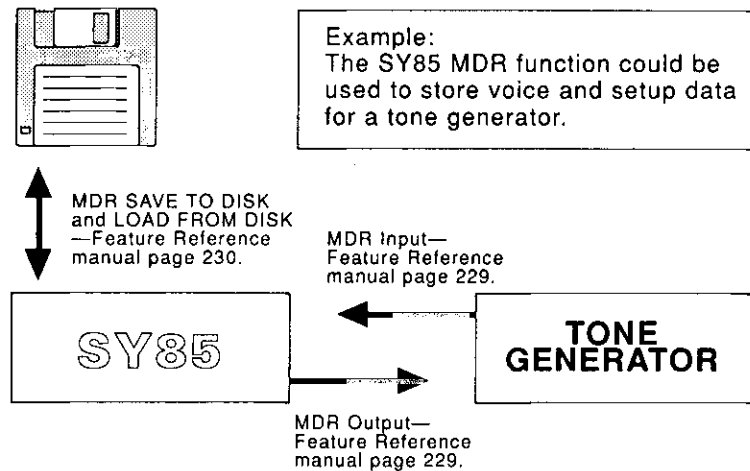 Example:
The SY85 MDR function could be
used to store voice and setup data
for a tone generator.
MDR SAVE TO DISK
and LOAD FROM DISK
—Feature Reference
manual page 230.
MDR Input—
Feature Reference
manual page 229.
SY85
TONE
GENERATOR
MDR Output—
Feature Reference
manual page 229.